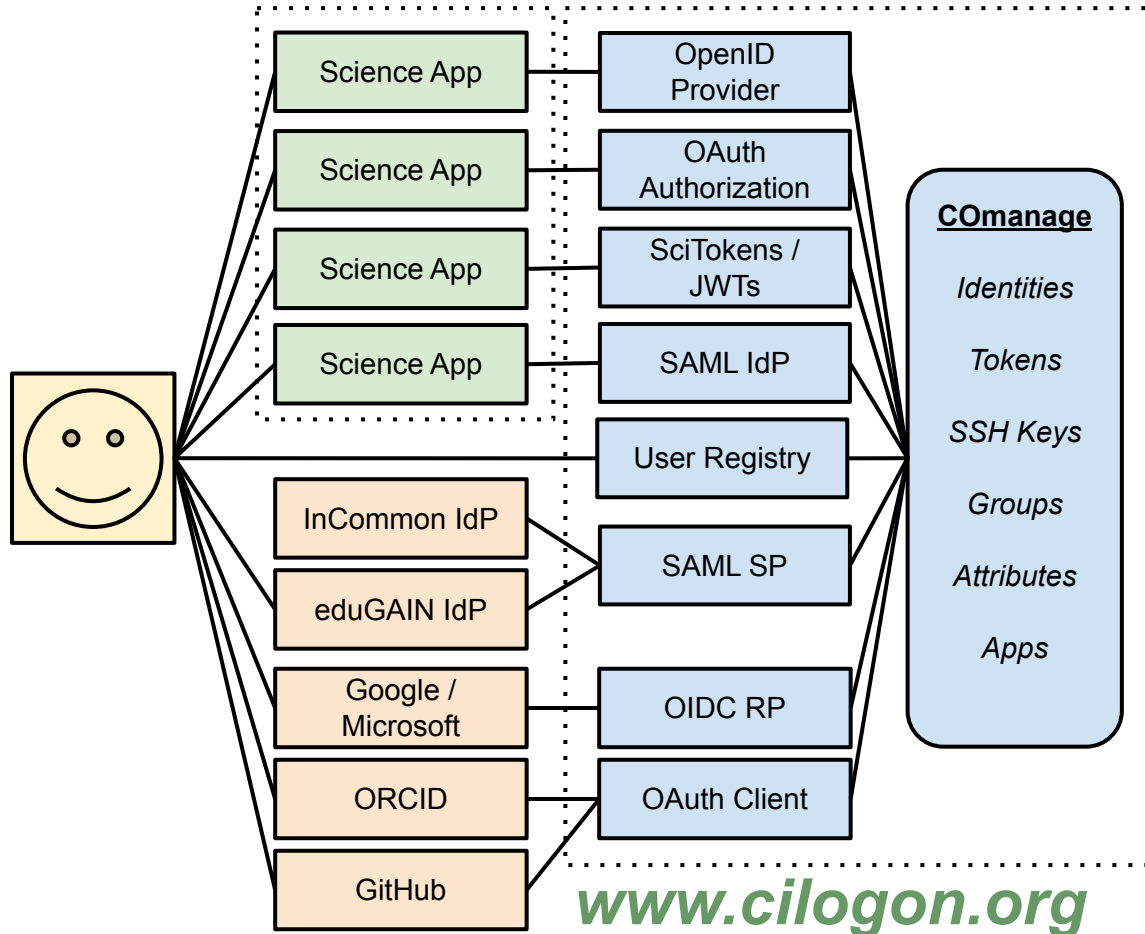 Science App
OpenID
Provider
Science App
OAuth
Authorization
Science App
SciTokens /
JWTs
Science App
SAML IdP
User Registry
InCommon IdP
eduGAIN IdP
SAML SP
Google /
Microsoft
OIDC RP
ORCID
OAuth Client
GitHub
COmanage
Identities
Tokens
SSH Keys
Groups
Attributes
Apps
www.cilogon.org